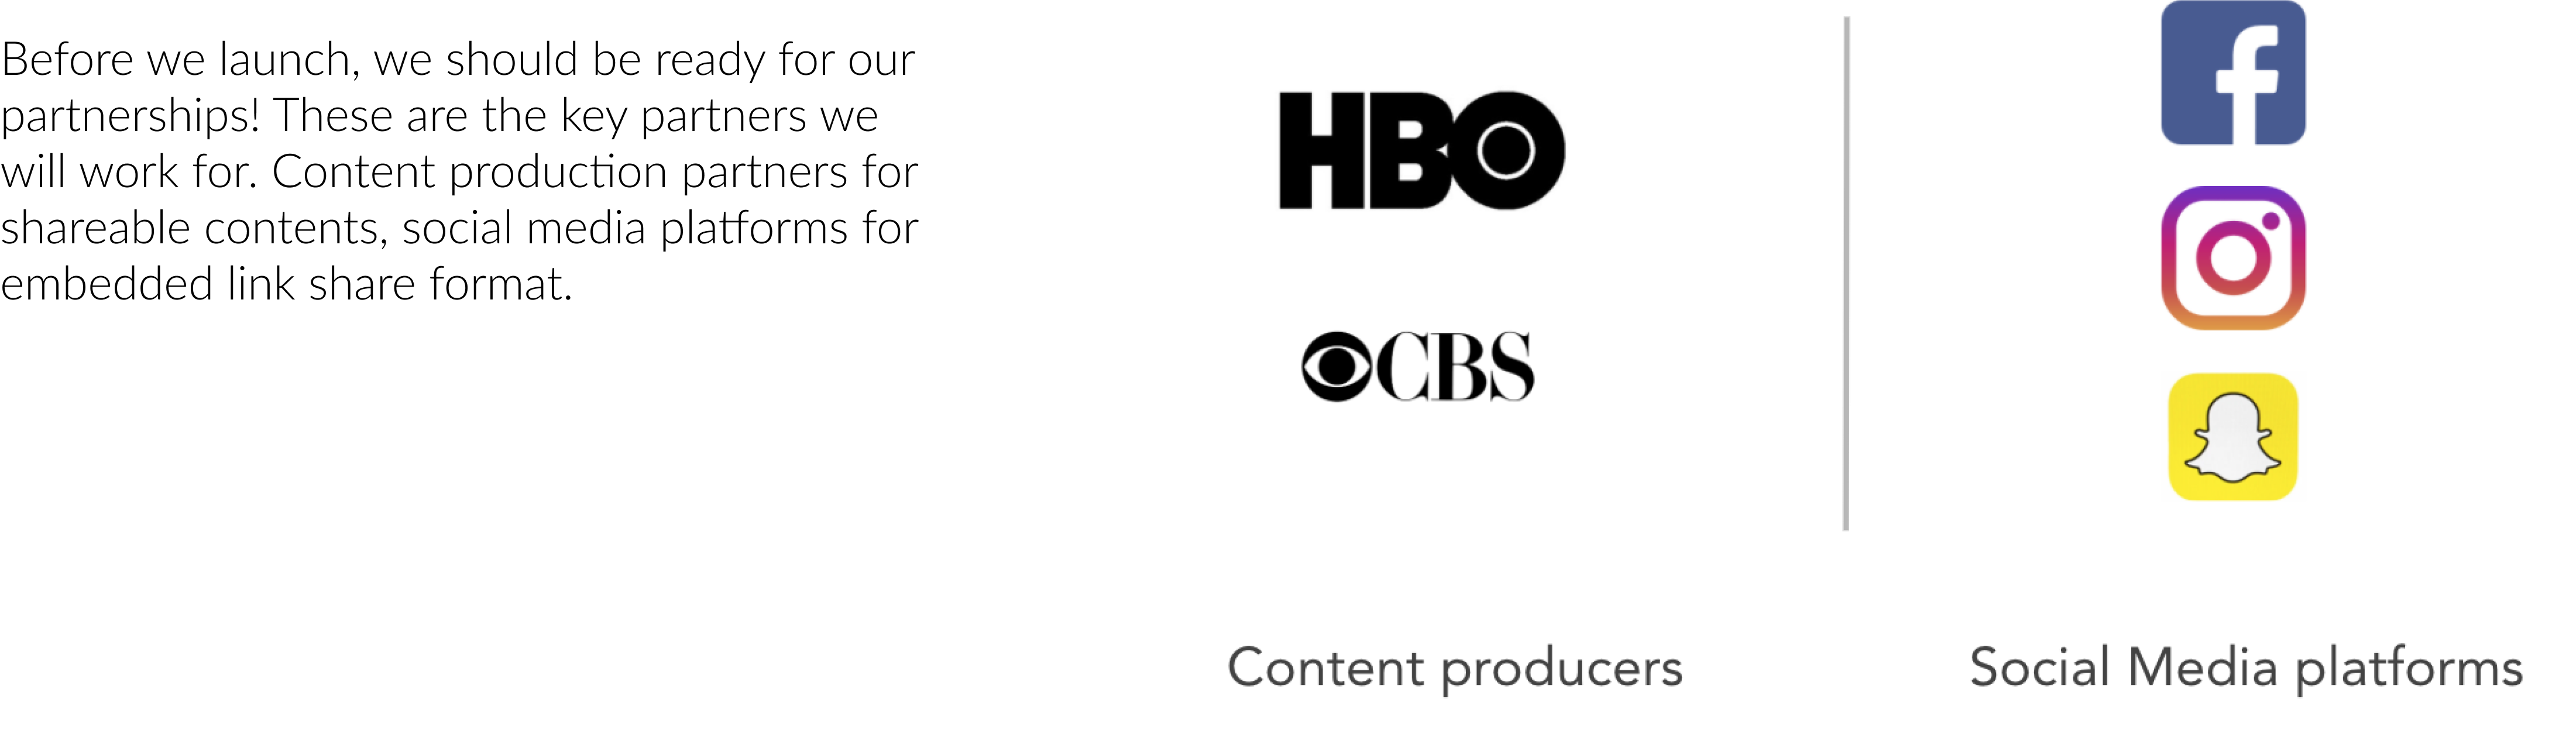 Before we launch, we should be ready for our
partnerships! These are the key partners we
will work for. Content production partners for
shareable contents, social media platforms for
embedded link share format.
HBO
CBS
Content producers
f
Social Media platforms